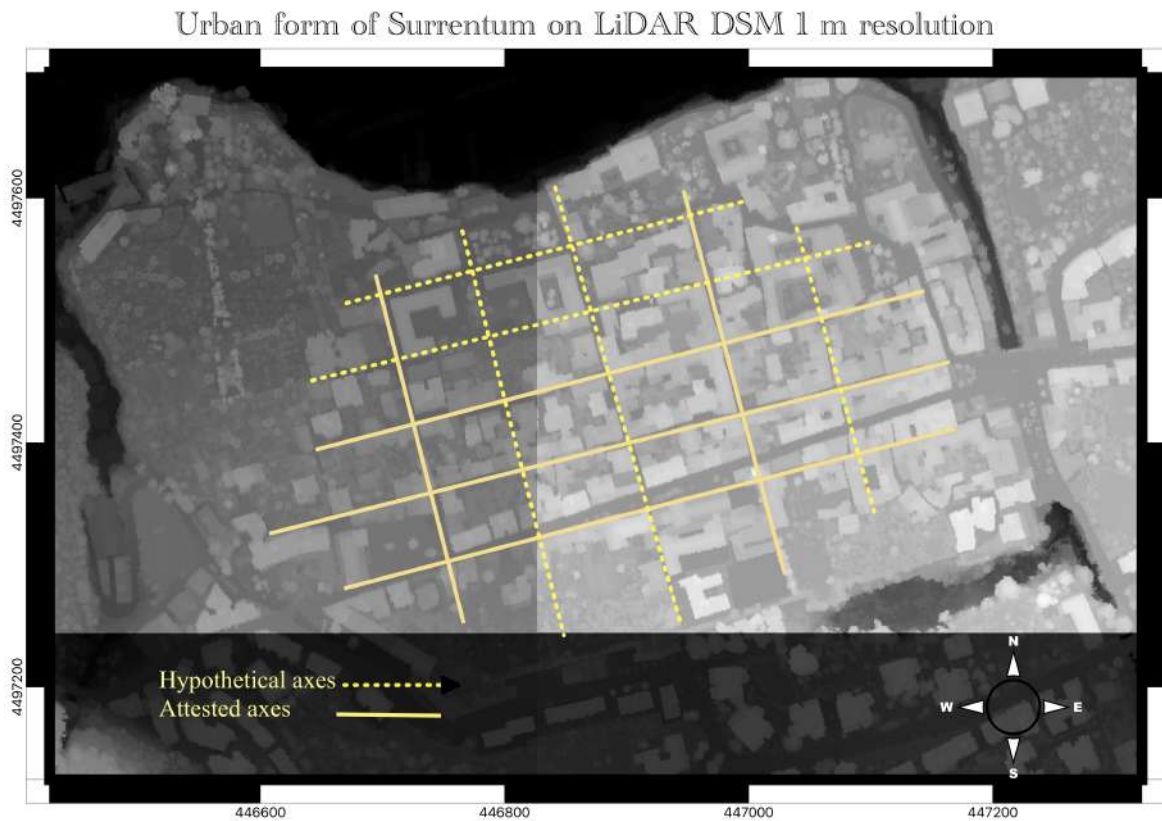 Urban form of Surrentum on LiDAR DSM 1 m resolution
4497600
4497400
4497200
Hypothetical axes
Attested axes
N
W E
S
446600 446800 447000 447200